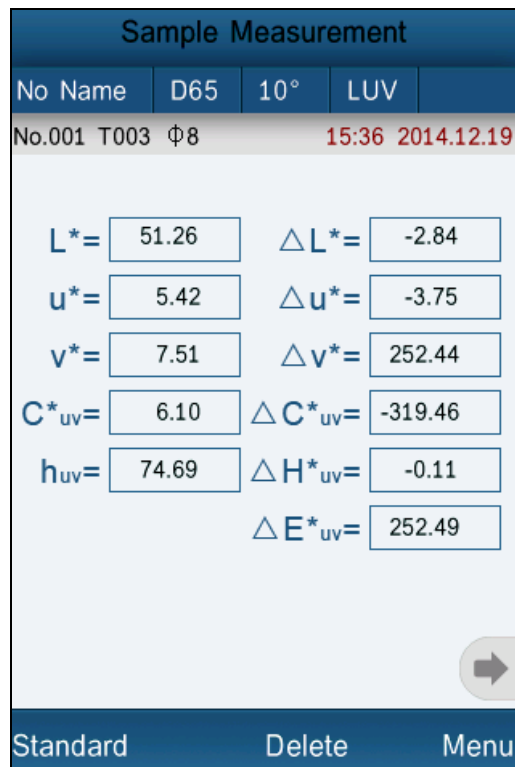 Sample Measurement
No Name D65 10° LUV
No.001 T003 Φ8 15:36 2014.12.19
L*= 51.26 △L*= -2.84
u*= 5.42 △u*= -3.75
v*= 7.51 △v*= 252.44
C*uv= 6.10 △C*uv= -319.46
huv= 74.69 △H*uv= -0.11
△E*uv= 252.49
Standard Delete Menu